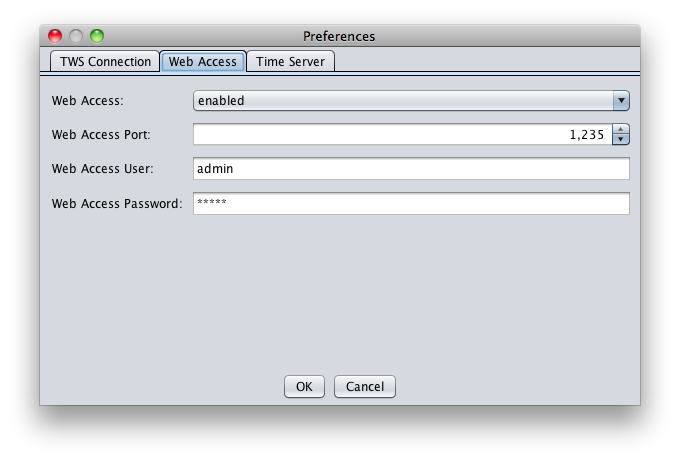 Preferences
TWS Connection Web Access Time Server
Web Access: enabled
Web Access Port: 1,235
Web Access User: admin
Web Access Password: *****
OK Cancel